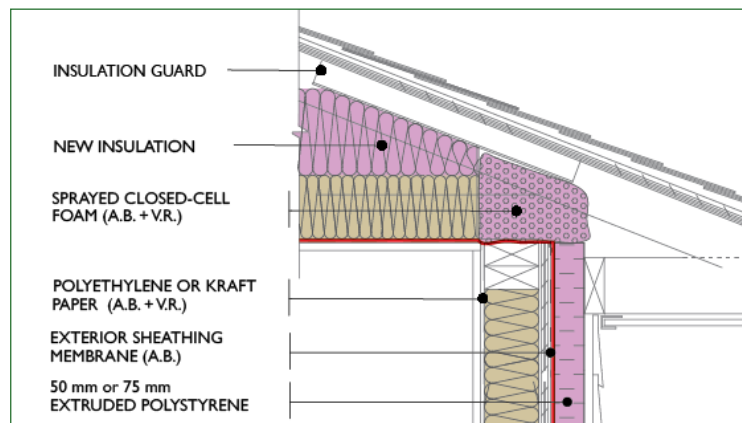 INSULATION GUARD
NEW INSULATION
SPRAYED CLOSED-CELL
FOAM (A.B. + V.R.)
POLYETHYLENE OR KRAFT
PAPER (A.B. + V.R.)
EXTERIOR SHEATHING
MEMBRANE (A.B.)
50 mm or 75 mm
EXTRUDED POLYSTYRENE